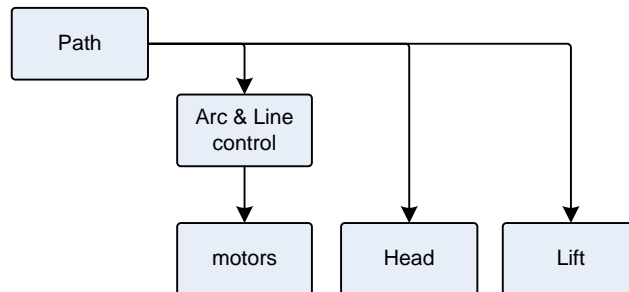 Path
Arc & Line
control
motors
Head
Lift